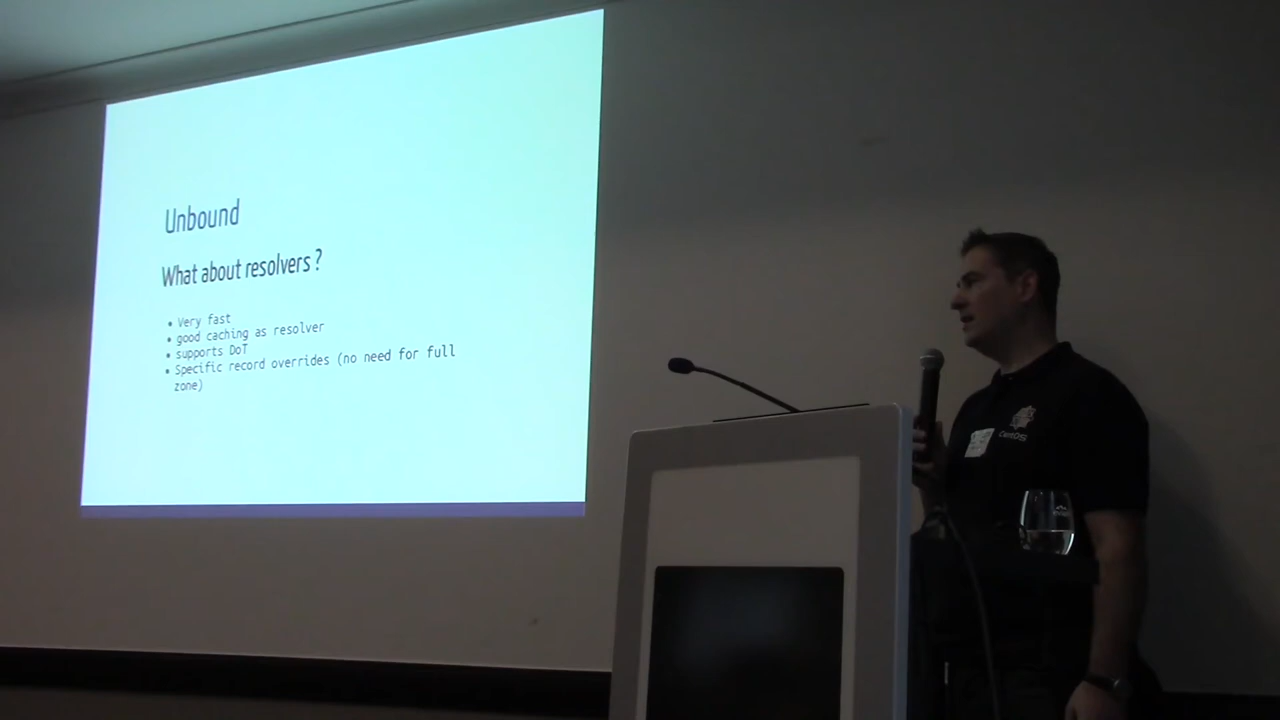 Unbound
What about resolvers ?
• Very fast
• good caching as resolver
• supports DoT
• Specific record overrides (no need for full
zone)
CentOS